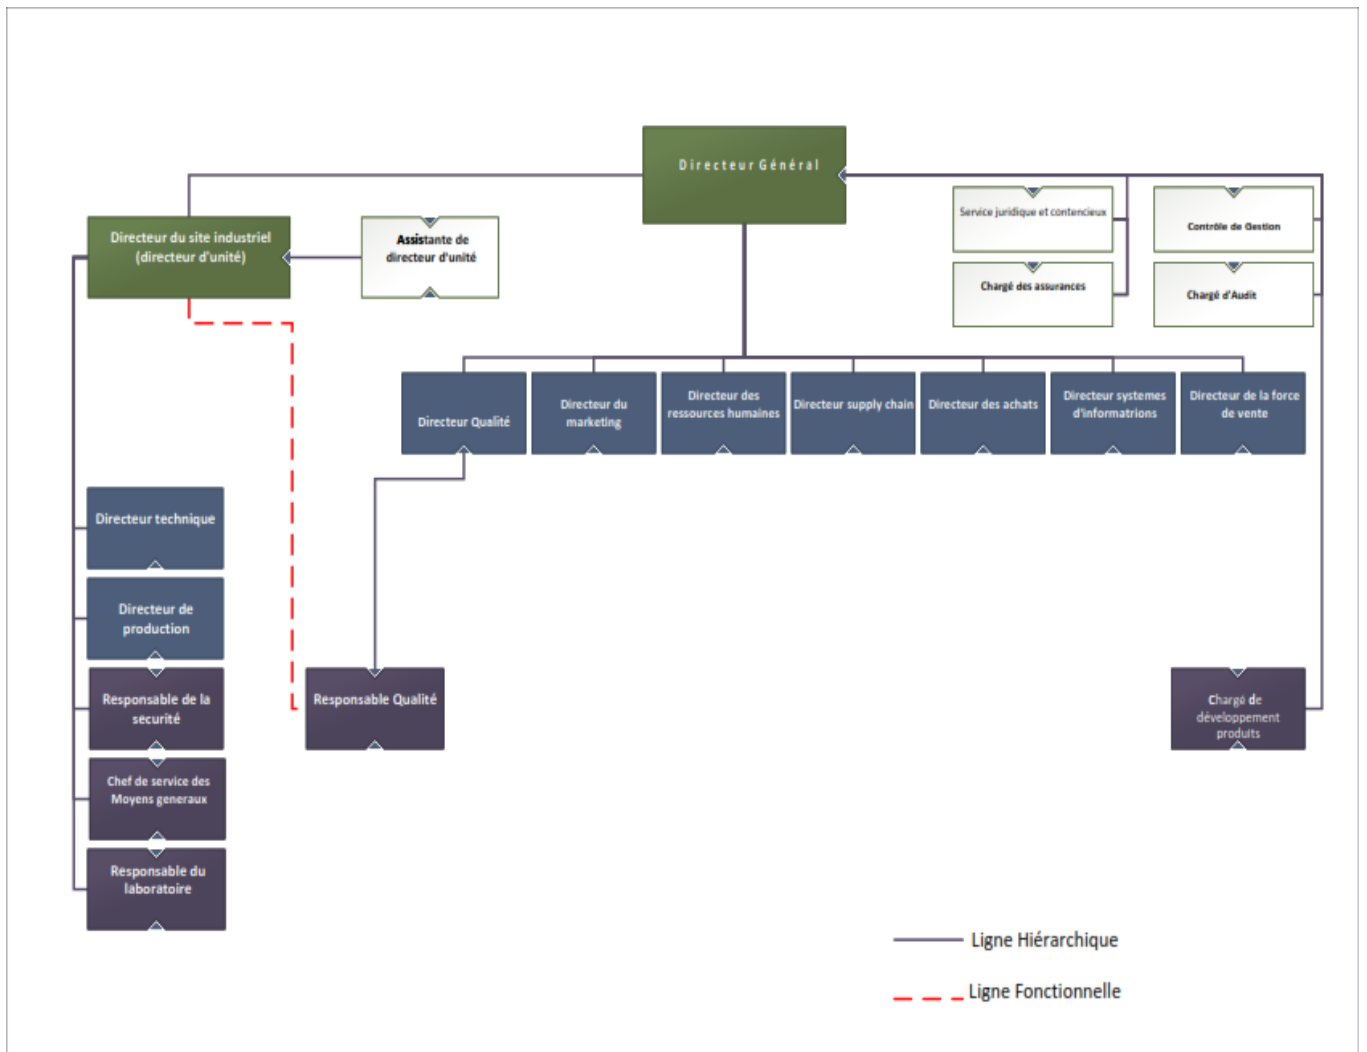 Directeur Général
Directeur du site industriel
(directeur d'unité)
Assistante de
directeur d'unité
Service juridique et contencieux
Contrôle de Gestion
Chargé des assurances
Chargé d'Audit
Directeur Qualité
Directeur du
marketing
Directeur des
ressources humaines
Directeur supply chain
Directeur des achats
Directeur systemes
d'informatrions
Directeur de la force
de vente
Directeur technique
Directeur de
production
Responsable de la
securité
Responsable Qualité
Chargé de
développement
produits
Chef de service des
Moyens generaux
Responsable du
laboratoire
Ligne Hiérarchique
Ligne Fonctionnelle